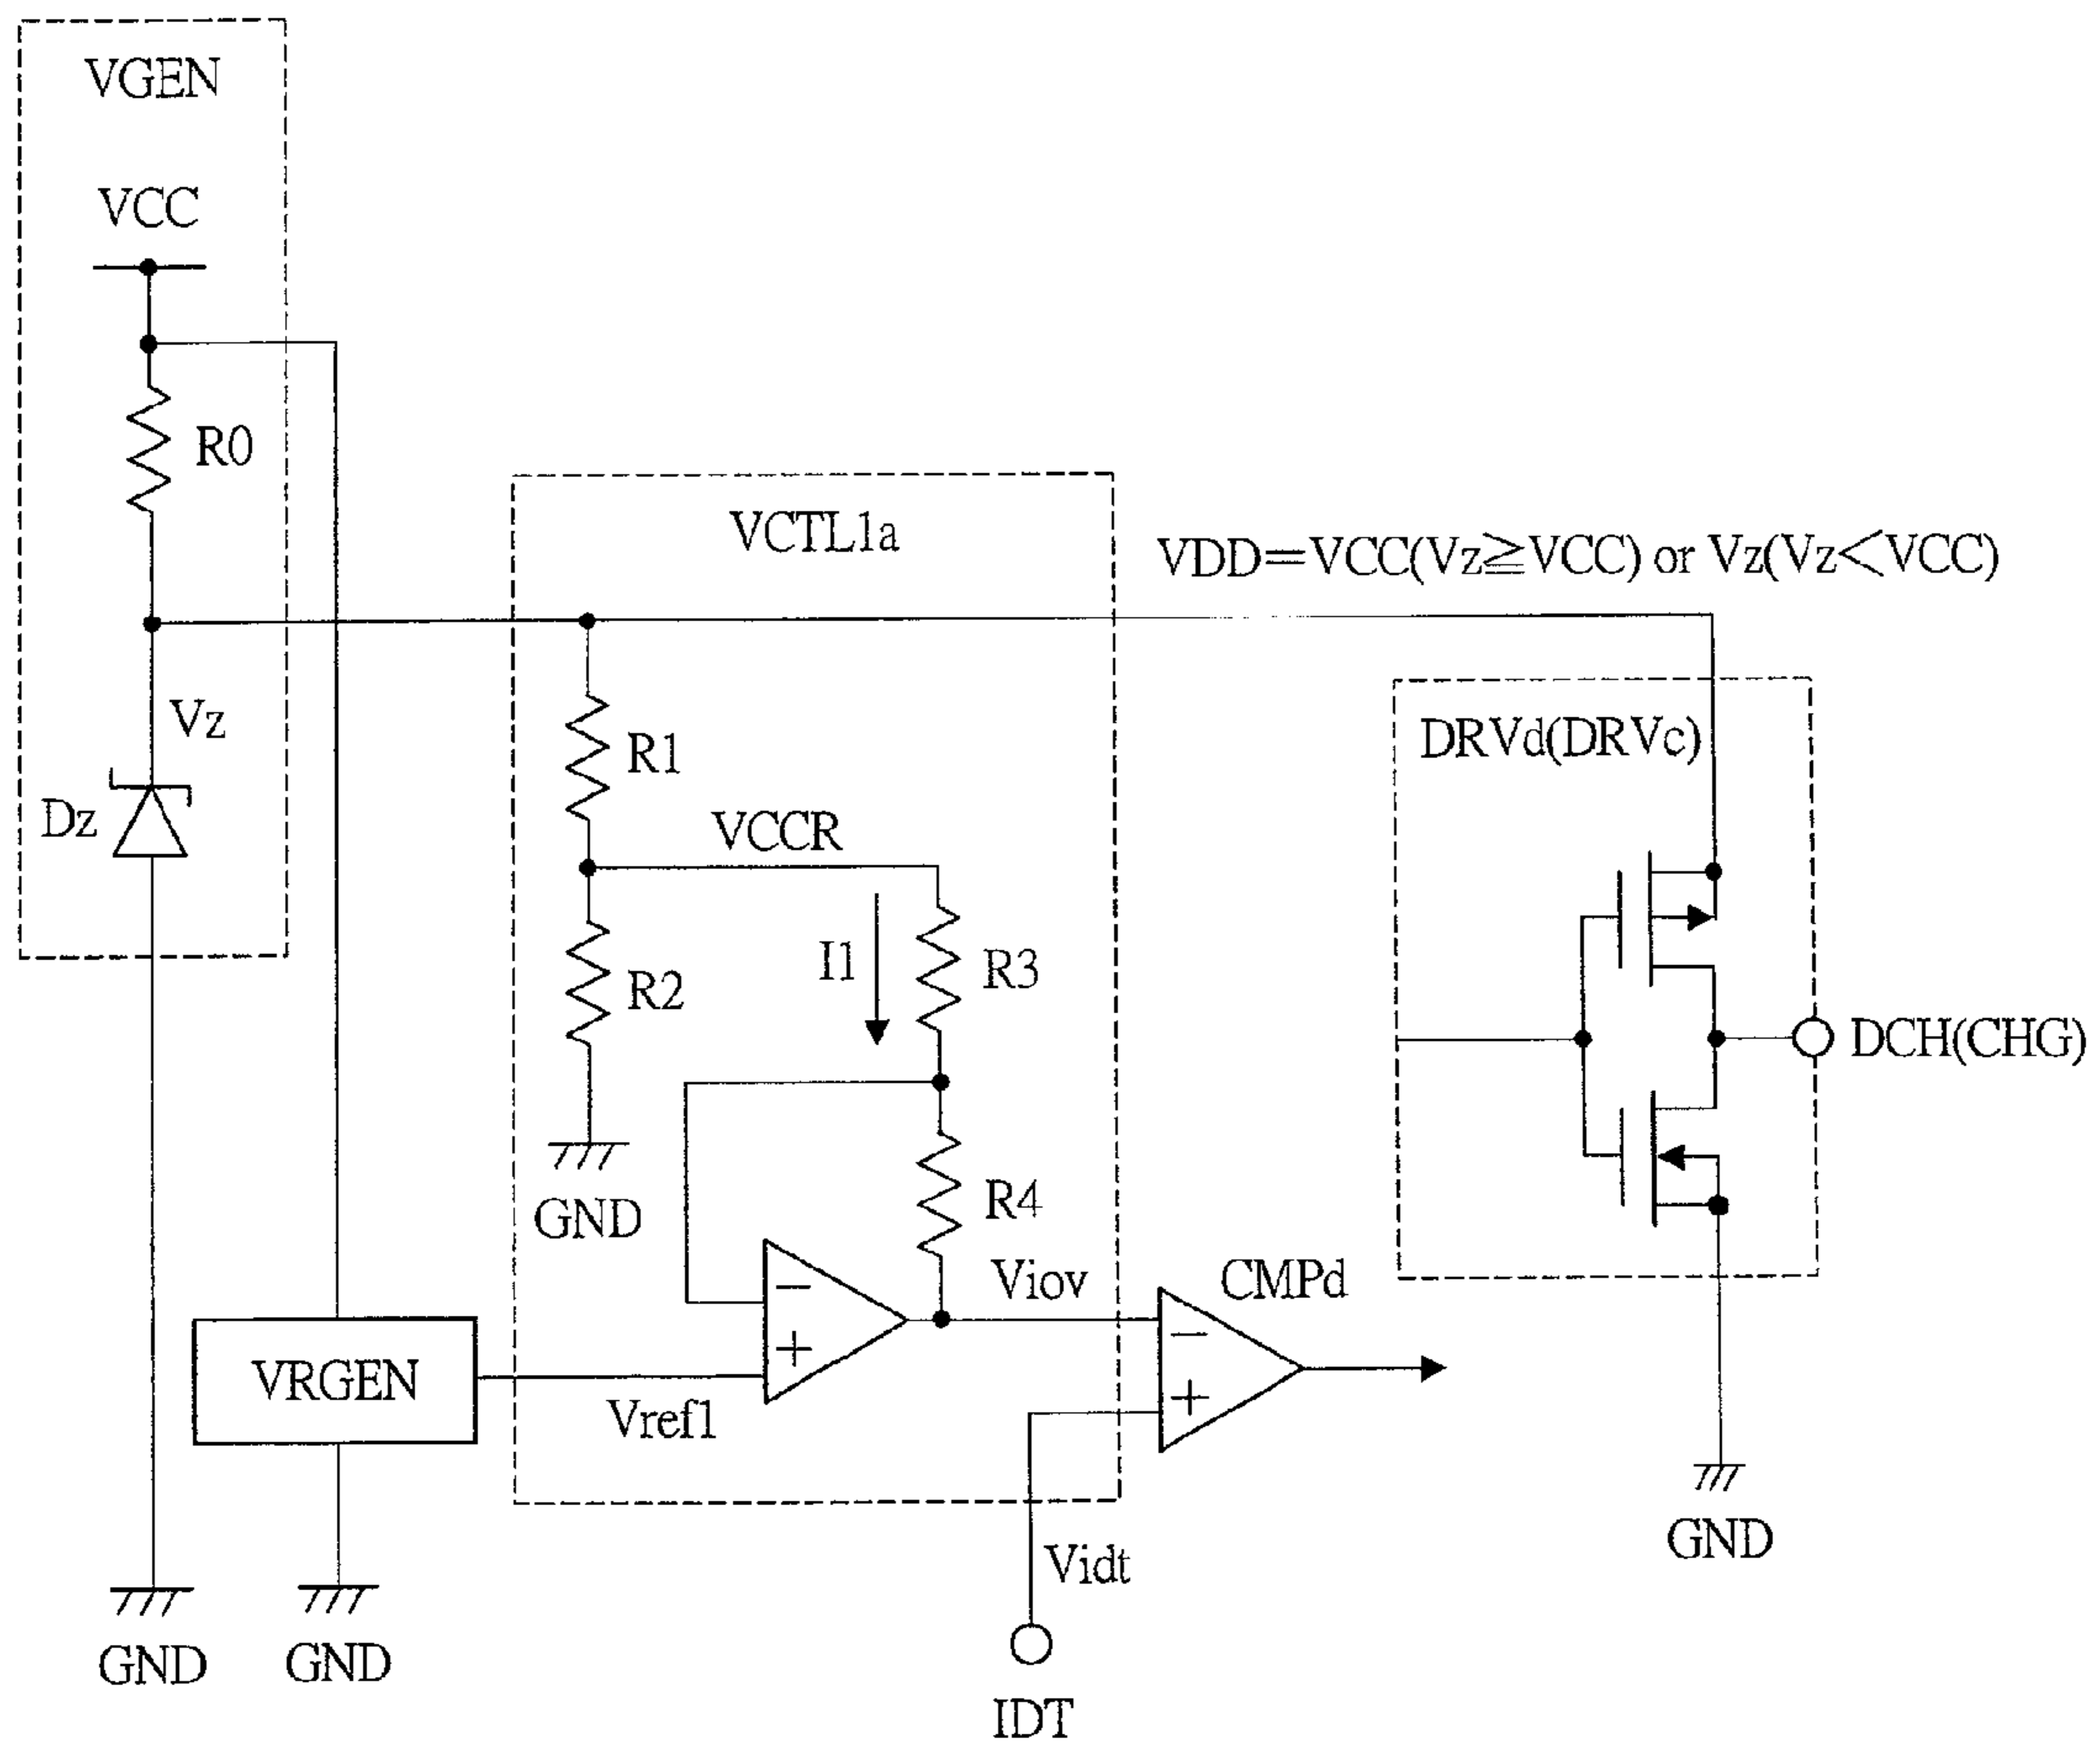 VGEN
VCC
R0
VCTL1a
VDD=VCC(Vz≧VCC) or Vz(Vz<VCC)
Vz
R1
DRVd(DRVc)
Dz
VCCR
I1
R3
R2
DCH(CHG)
R4
GND
Viov
CMPd
−
+
−
+
VRGEN
Vref1
Vidt
GND
GND
GND
IDT